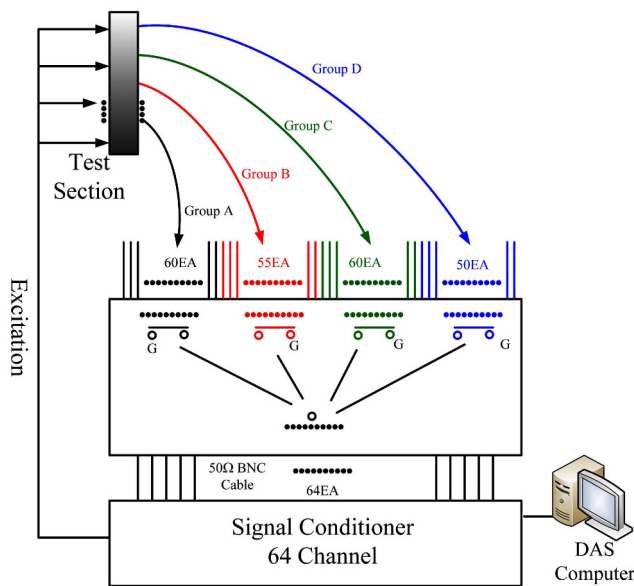 Group D
Group C
Group B
Group A
Test
Section
Excitation
60EA
55EA
60EA
50EA
G
G
G
G
50Ω BNC
Cable
64EA
Signal Conditioner
64 Channel
DAS
Computer